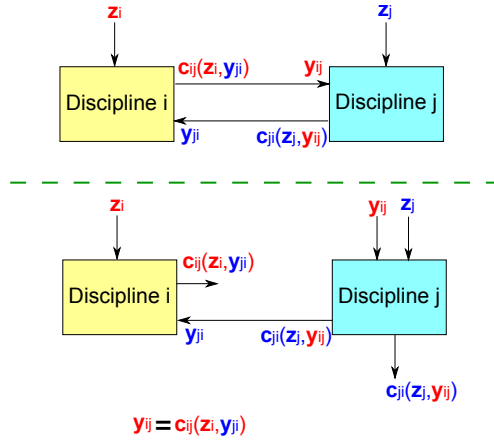 zi zj
cij(zi,yji) yij
Discipline i Discipline j
yji cji(zj,yij)
zi yij zj
cij(zi,yji)
Discipline i Discipline j
yji cji(zj,yij)
cji(zj,yij)
yij = cij(zi,yji)